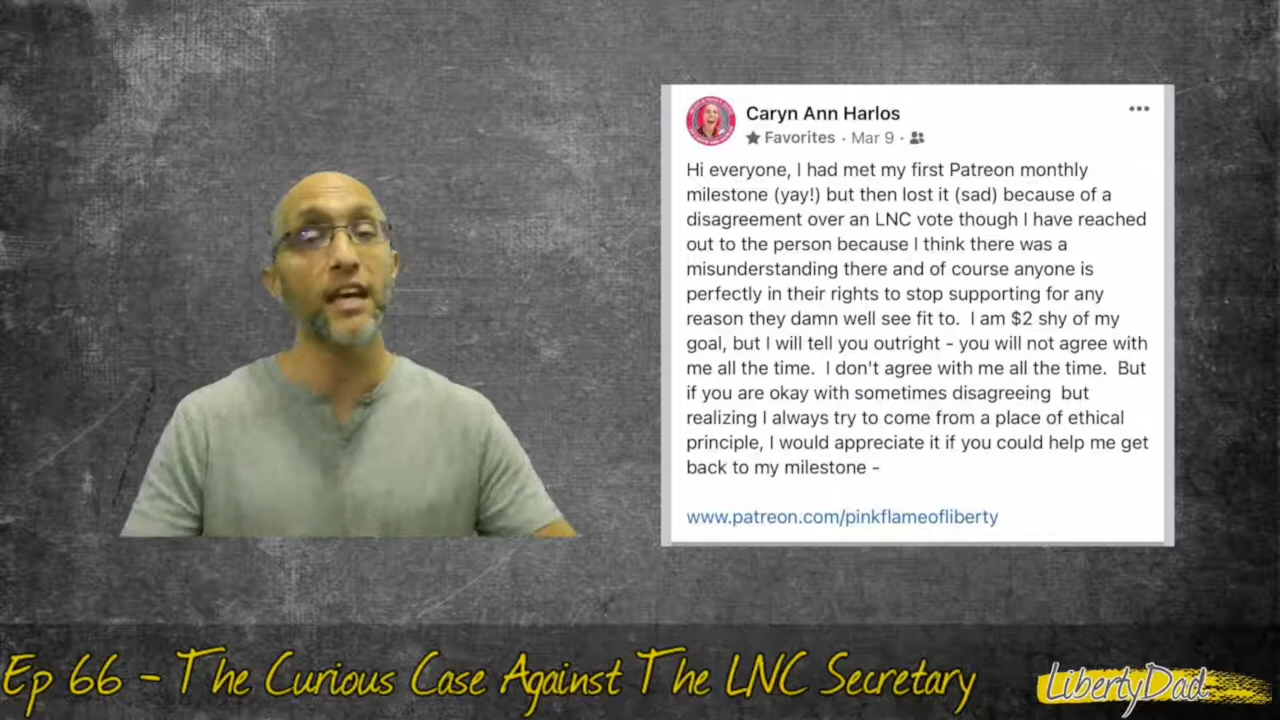 Caryn Ann Harlos
Favorites · Mar 9 ·
Hi everyone, I had met my first Patreon monthly
milestone (yay!) but then lost it (sad) because of a
disagreement over an LNC vote though I have reached
out to the person because I think there was a
misunderstanding there and of course anyone is
perfectly in their rights to stop supporting for any
reason they damn well see fit to.  I am $2 shy of my
goal, but I will tell you outright - you will not agree with
me all the time.  I don't agree with me all the time.  But
if you are okay with sometimes disagreeing  but
realizing I always try to come from a place of ethical
principle, I would appreciate it if you could help me get
back to my milestone -
www.patreon.com/pinkflameofliberty
Ep 66 - The Curious Case Against The LNC Secretary
LibertyDad